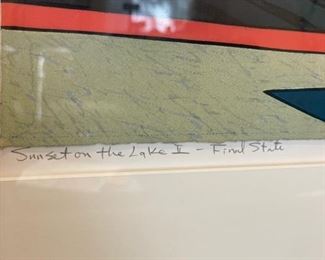 Sunset on the Lake II - Final State